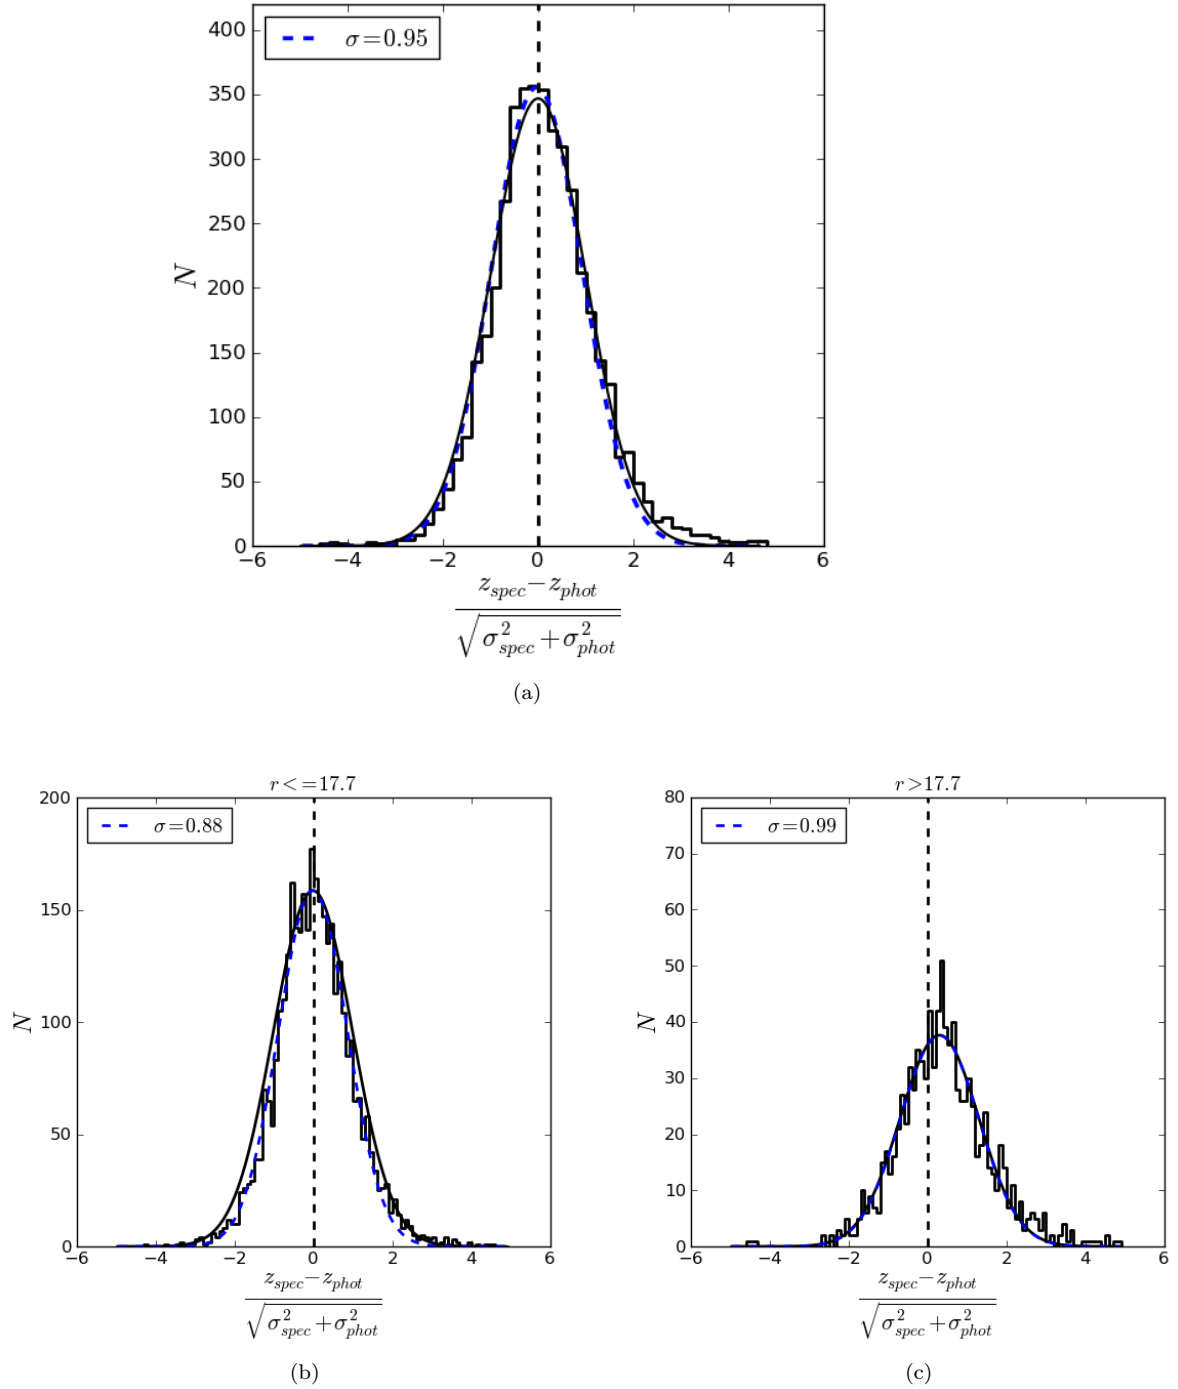 σ=0.95
400
350
300
250
200
150
100
50
0
N
−6 −4 −2 0 2 4 6
z_spec−z_phot
√σ²_spec+σ²_phot
(a)
r<=17.7
σ=0.88
200
150
100
50
0
N
−6 −4 −2 0 2 4 6
z_spec−z_phot
√σ²_spec+σ²_phot
(b)
r>17.7
σ=0.99
80
70
60
50
40
30
20
10
0
N
−6 −4 −2 0 2 4 6
z_spec−z_phot
√σ²_spec+σ²_phot
(c)